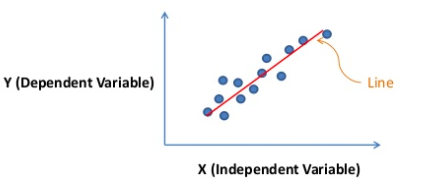 Y (Dependent Variable)
Line
X (Independent Variable)